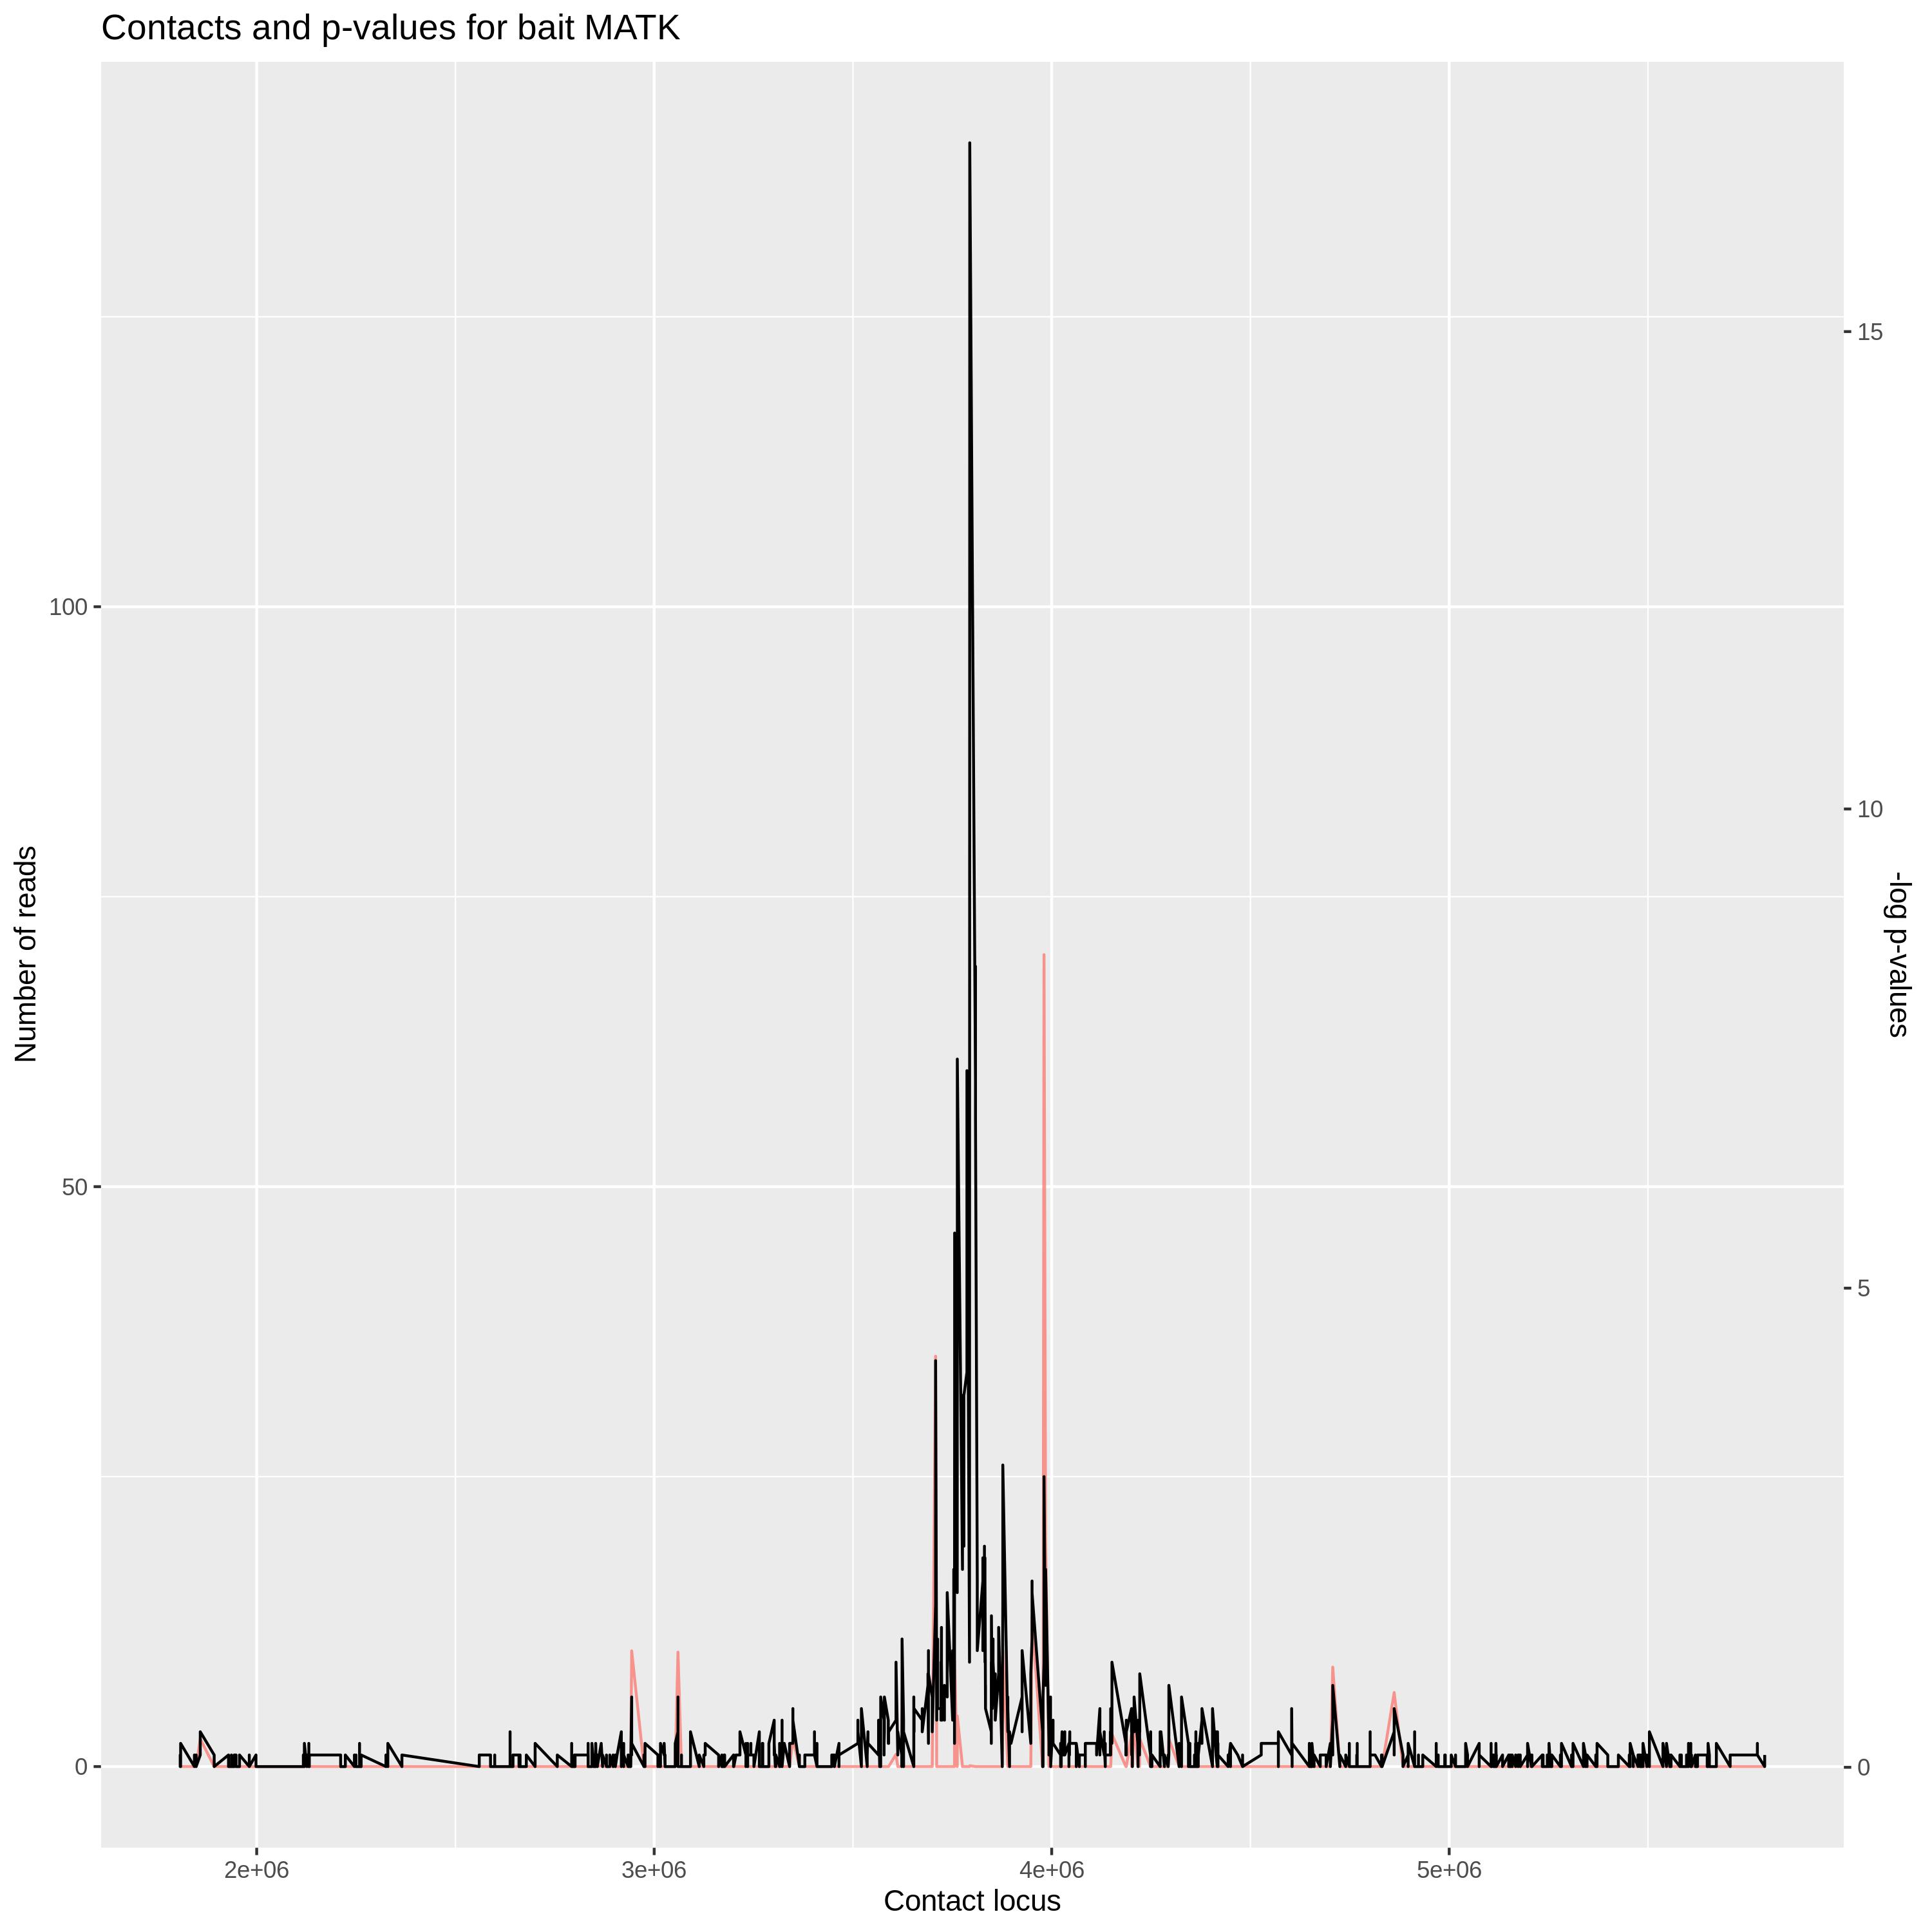 Contacts and p-values for bait MATK
Number of reads
100
50
0
15
10
5
0
-log p-values
2e+06
3e+06
4e+06
5e+06
Contact locus